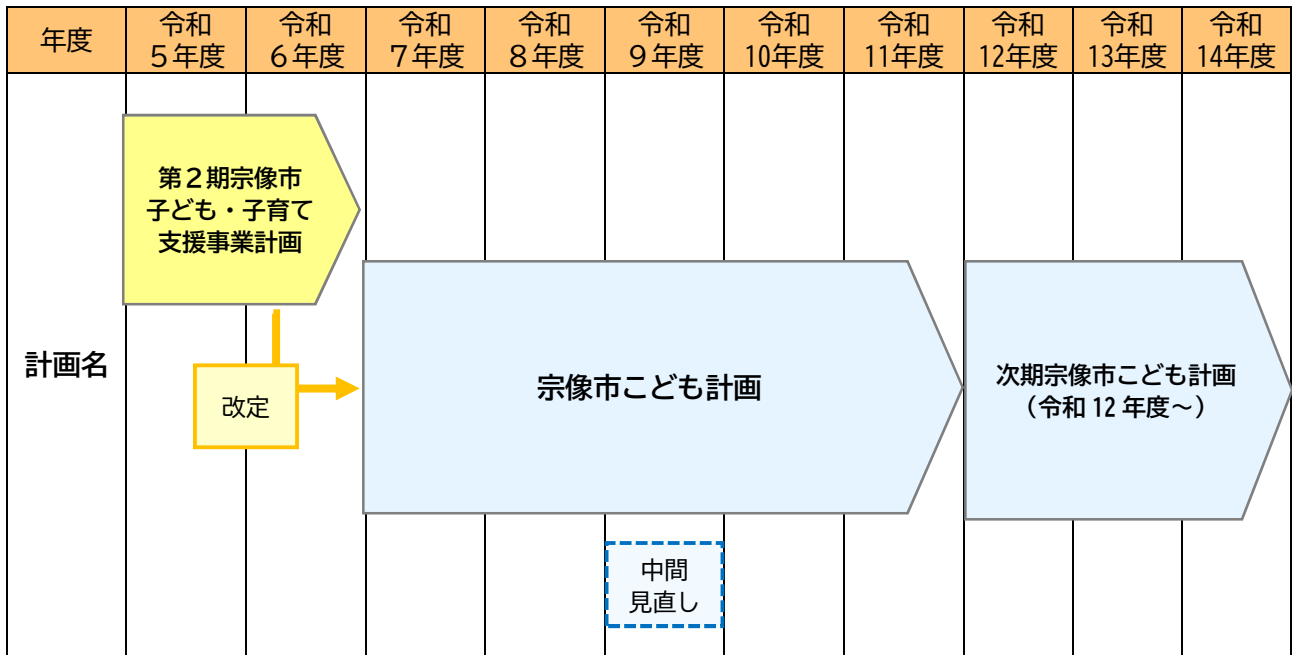 年度
令和
５年度
令和
６年度
令和
７年度
令和
８年度
令和
９年度
令和
10年度
令和
11年度
令和
12年度
令和
13年度
令和
14年度
計画名
第２期宗像市
子ども・子育て
支援事業計画
改定
宗像市こども計画
次期宗像市こども計画
（令和 12 年度～）
中間
見直し